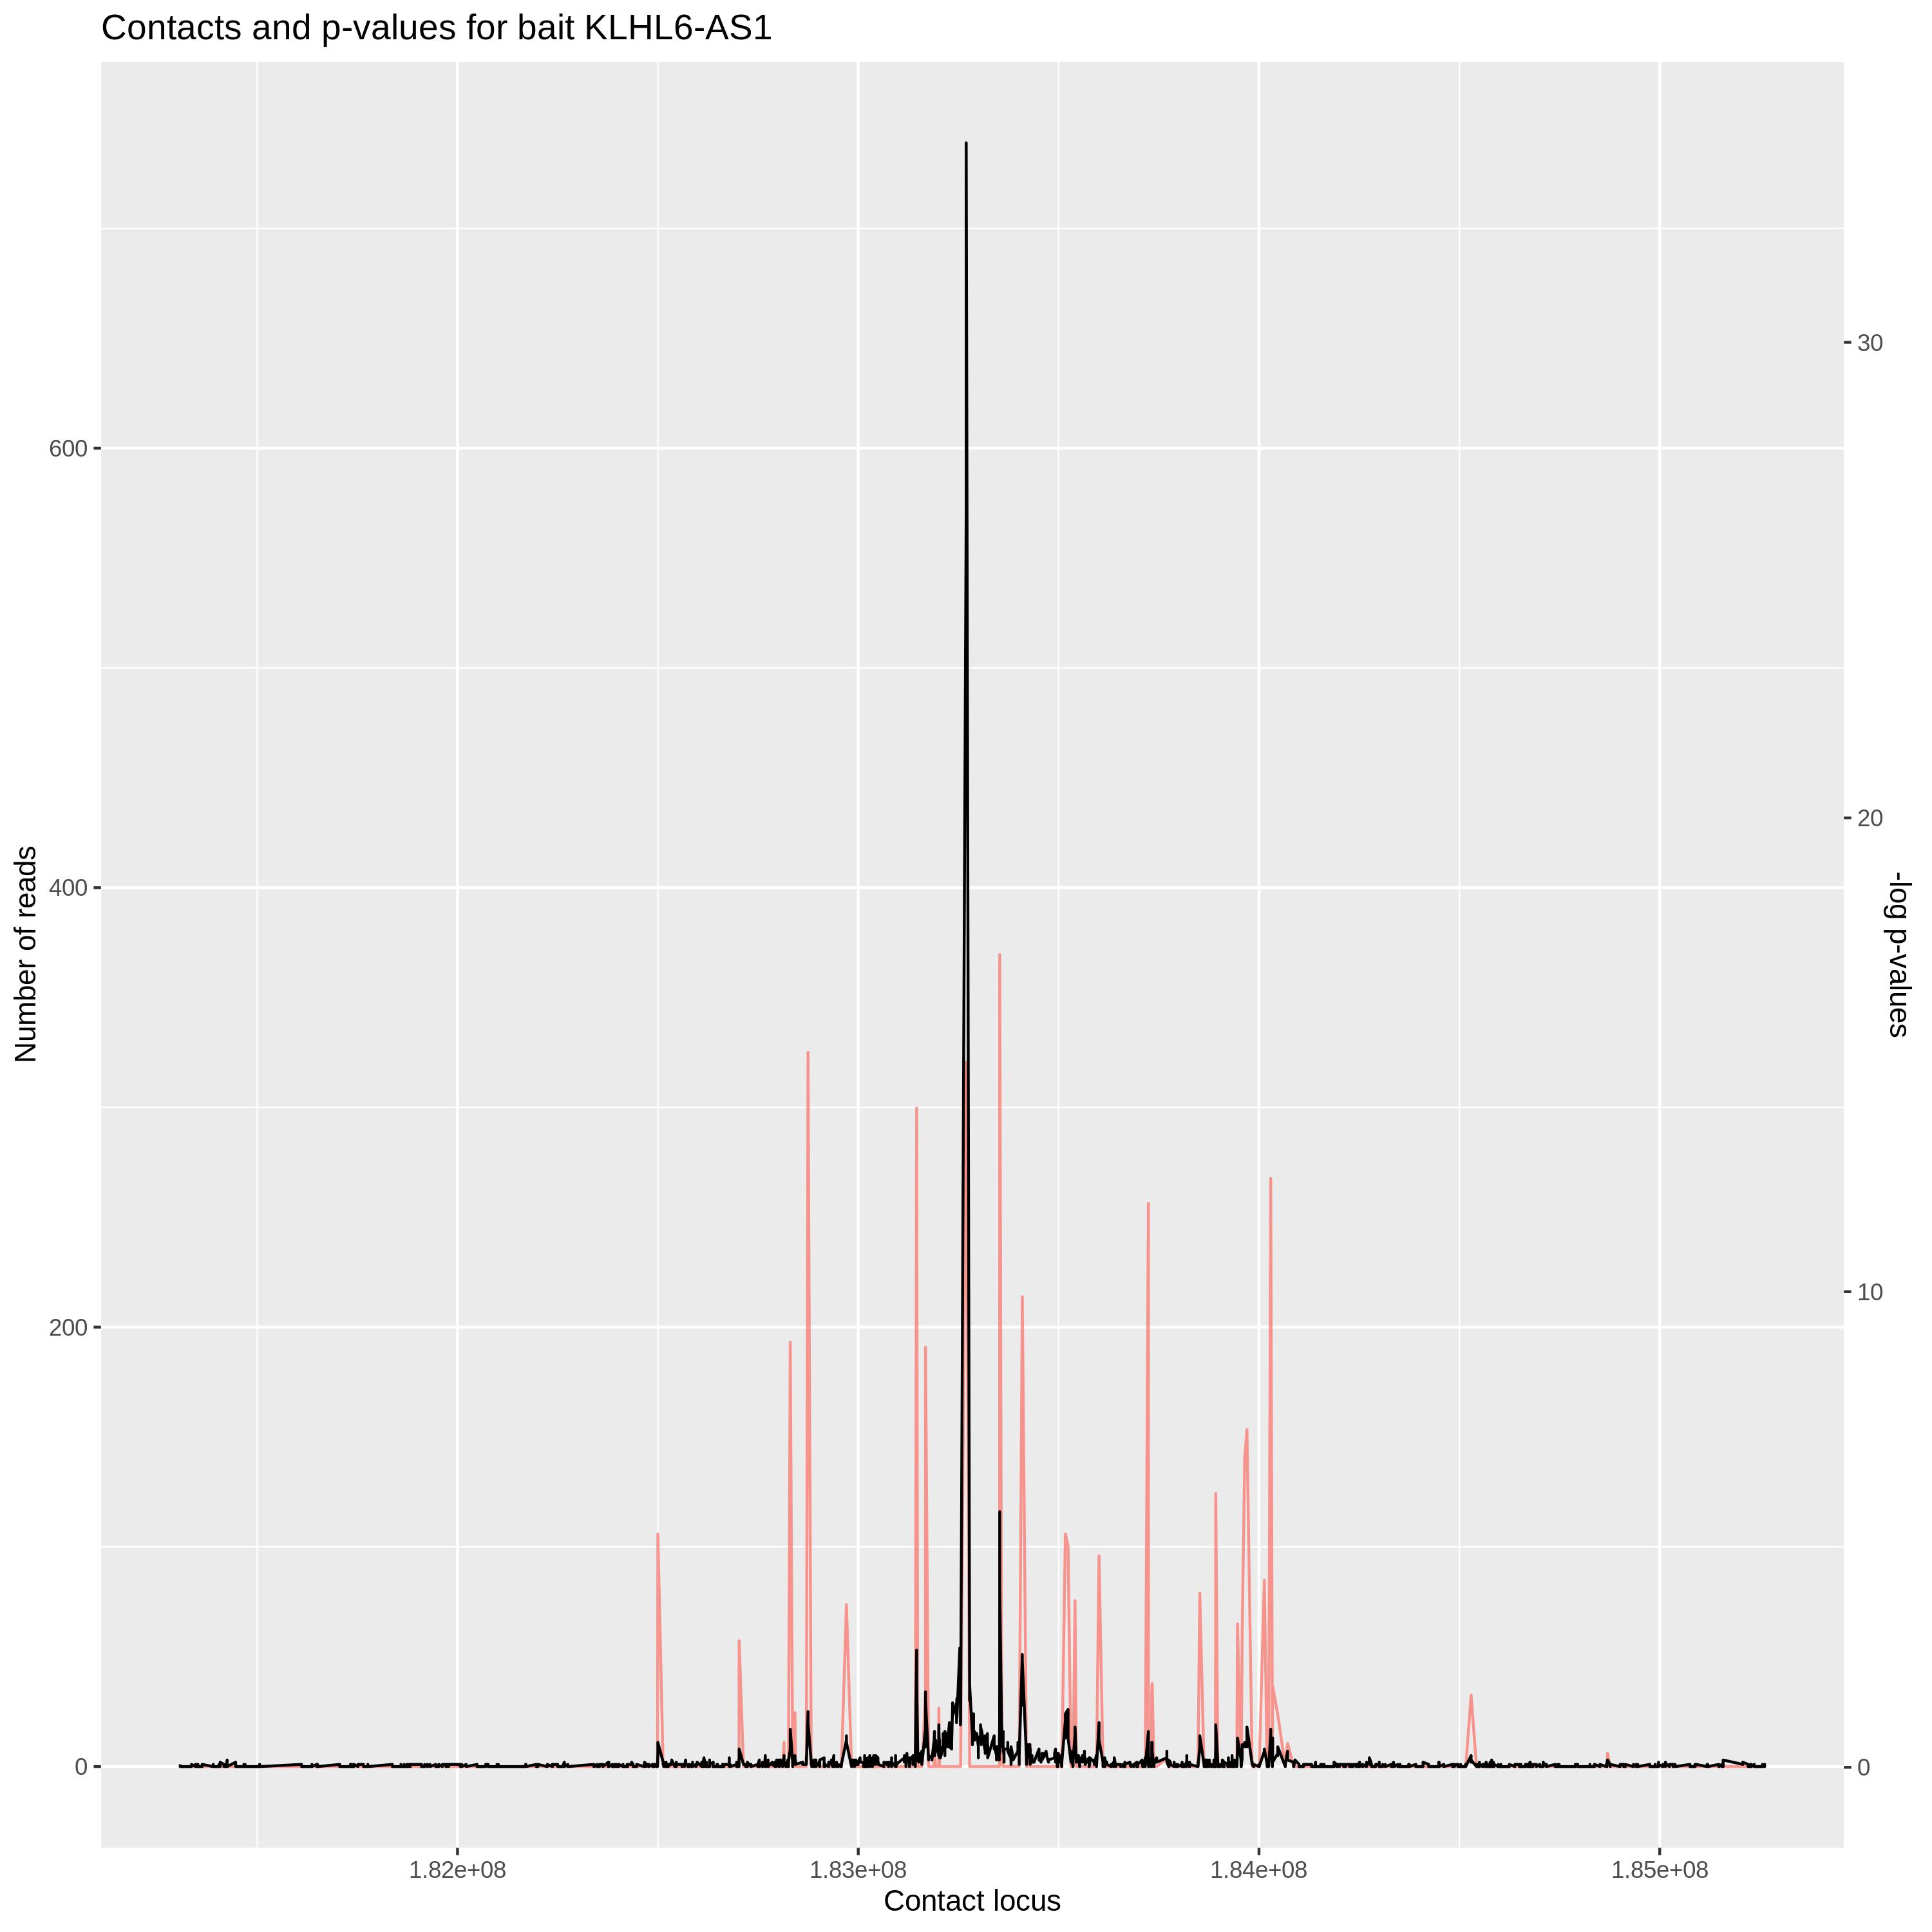 Contacts and p-values for bait KLHL6-AS1
Number of reads
600
400
200
0
30
20
10
0
-log p-values
1.82e+08
1.83e+08
1.84e+08
1.85e+08
Contact locus